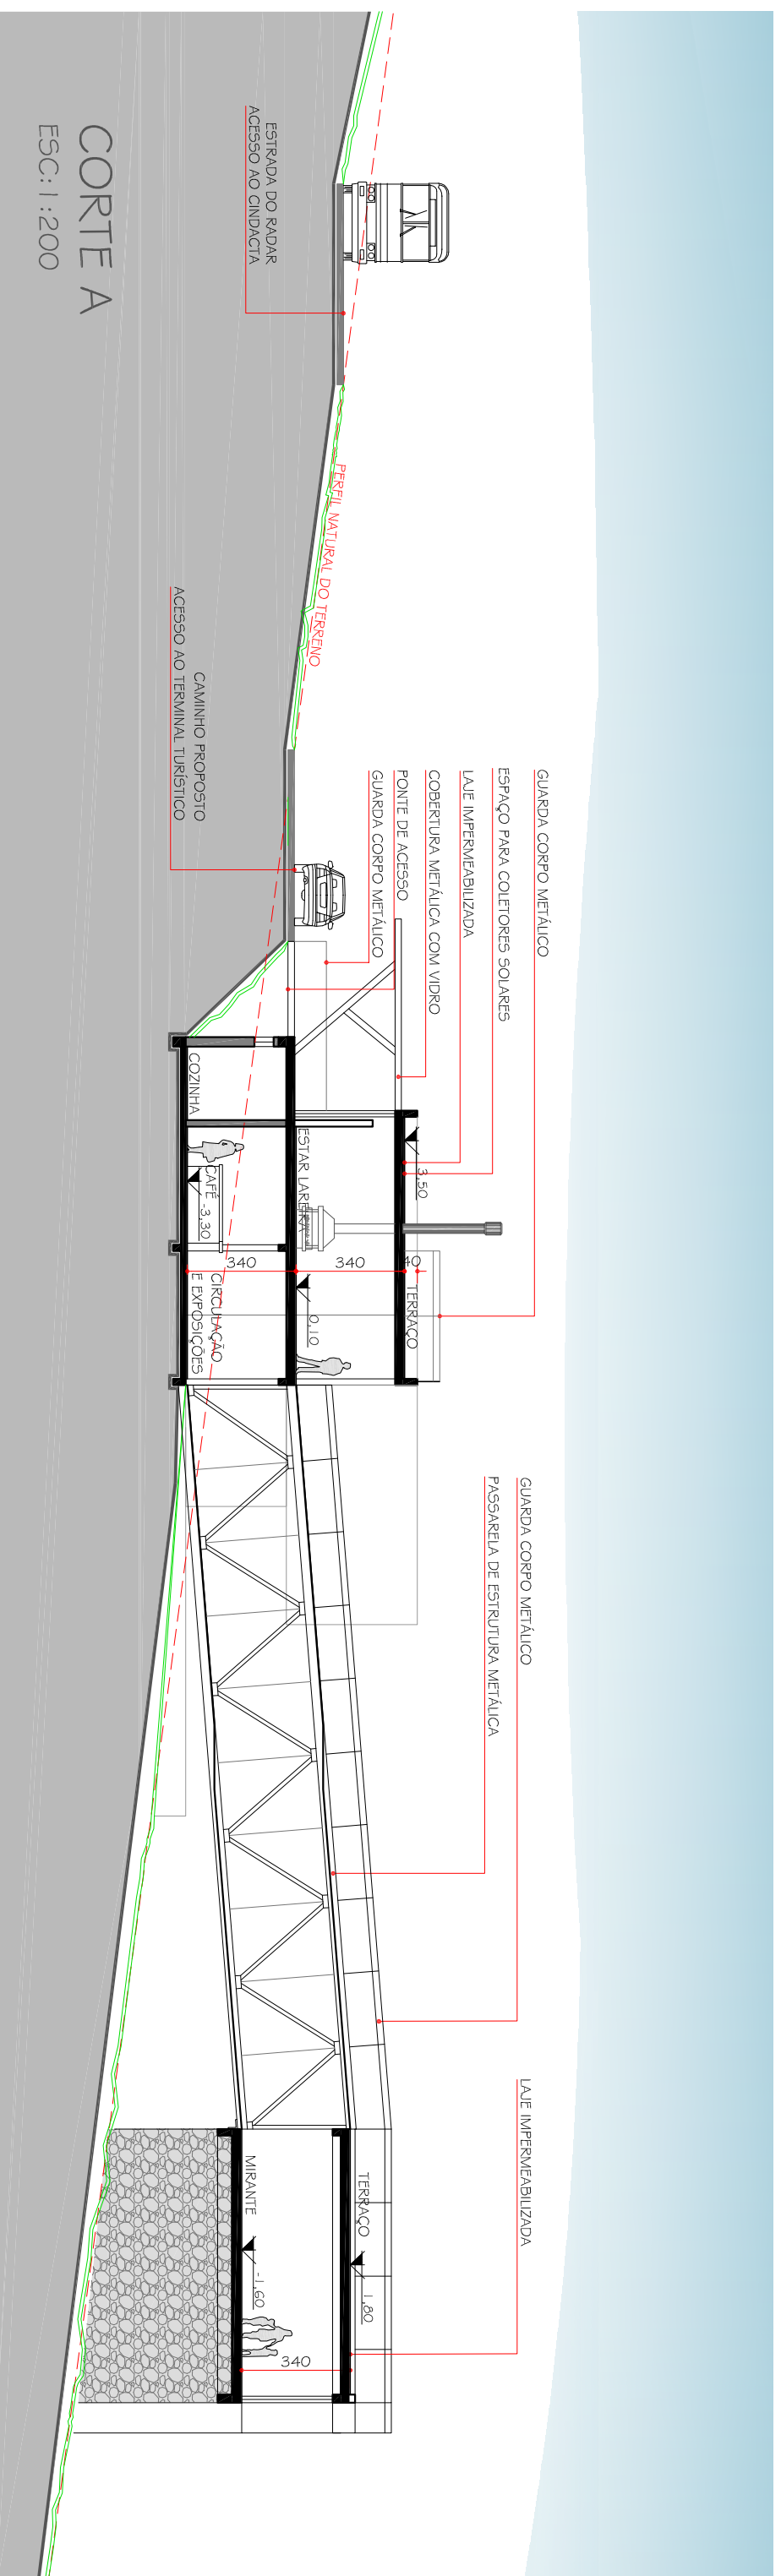 GUARDA CORPO METÁLICO
ESPAÇO PARA COLETORES SOLARES
LAJE IMPERMEABILIZADA
COBERTURA METÁLICA COM VIDRO
PONTE DE ACESSO
GUARDA CORPO METÁLICO
GUARDA CORPO METÁLICO
PASSARELA DE ESTRUTURA METÁLICA
LAJE IMPERMEABILIZADA
PERFIL NATURAL DO TERRENO
ESTRADA DO RADAR
ACESSO AO CINDACTA
CAMINHO PROPOSTO
ACESSO AO TERMINAL TURÍSTICO
3,50
40
TERRAÇO
ESTAR LAREIRA
340
0,10
COZINHA
CAFÉ -3,30
340
CIRCULAÇÃO
E EXPOSIÇÕES
TERRAÇO
1,80
MIRANTE
-1,60
340
CORTE A
ESC:1:200